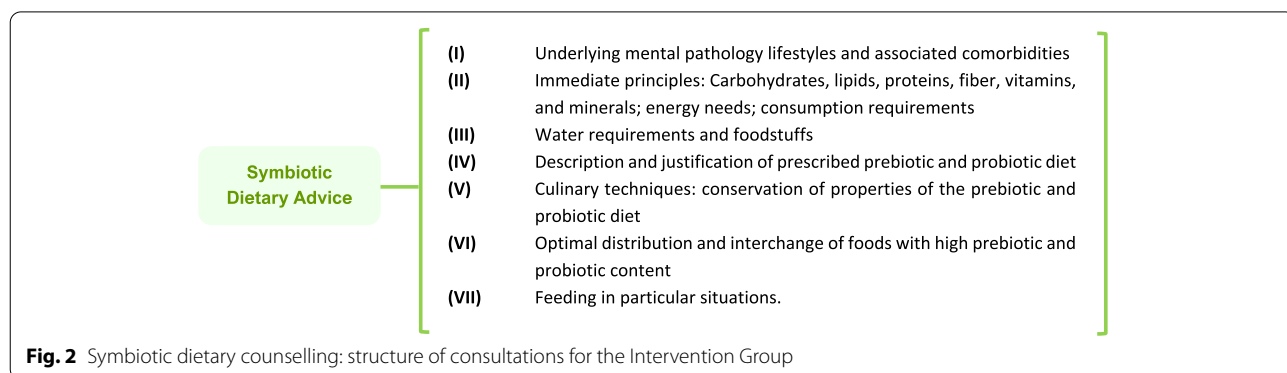 Symbiotic
Dietary Advice
(I) Underlying mental pathology lifestyles and associated comorbidities
(II) Immediate principles: Carbohydrates, lipids, proteins, fiber, vitamins,
and minerals; energy needs; consumption requirements
(III) Water requirements and foodstuffs
(IV) Description and justification of prescribed prebiotic and probiotic diet
(V) Culinary techniques: conservation of properties of the prebiotic and
probiotic diet
(VI) Optimal distribution and interchange of foods with high prebiotic and
probiotic content
(VII) Feeding in particular situations.
Fig. 2 Symbiotic dietary counselling: structure of consultations for the Intervention Group